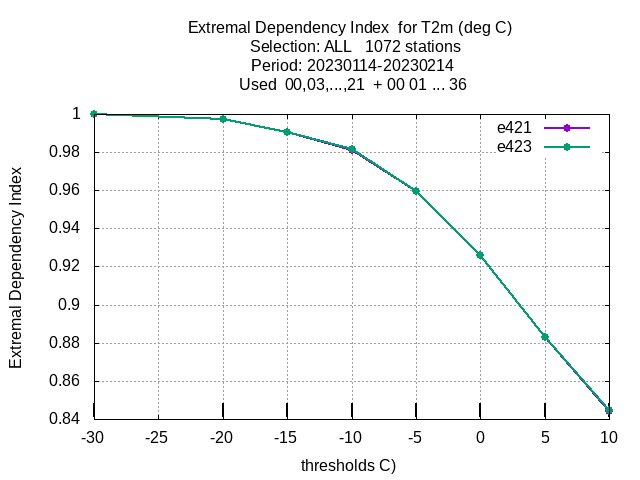 Extremal Dependency Index  for T2m (deg C)
Selection: ALL   1072 stations
Period: 20230114-20230214
Used  00,03,...,21  + 00 01 ... 36
e421
e423
1
0.98
0.96
0.94
0.92
0.9
0.88
0.86
0.84
Extremal Dependency Index
-30 -25 -20 -15 -10 -5 0 5 10
thresholds C)